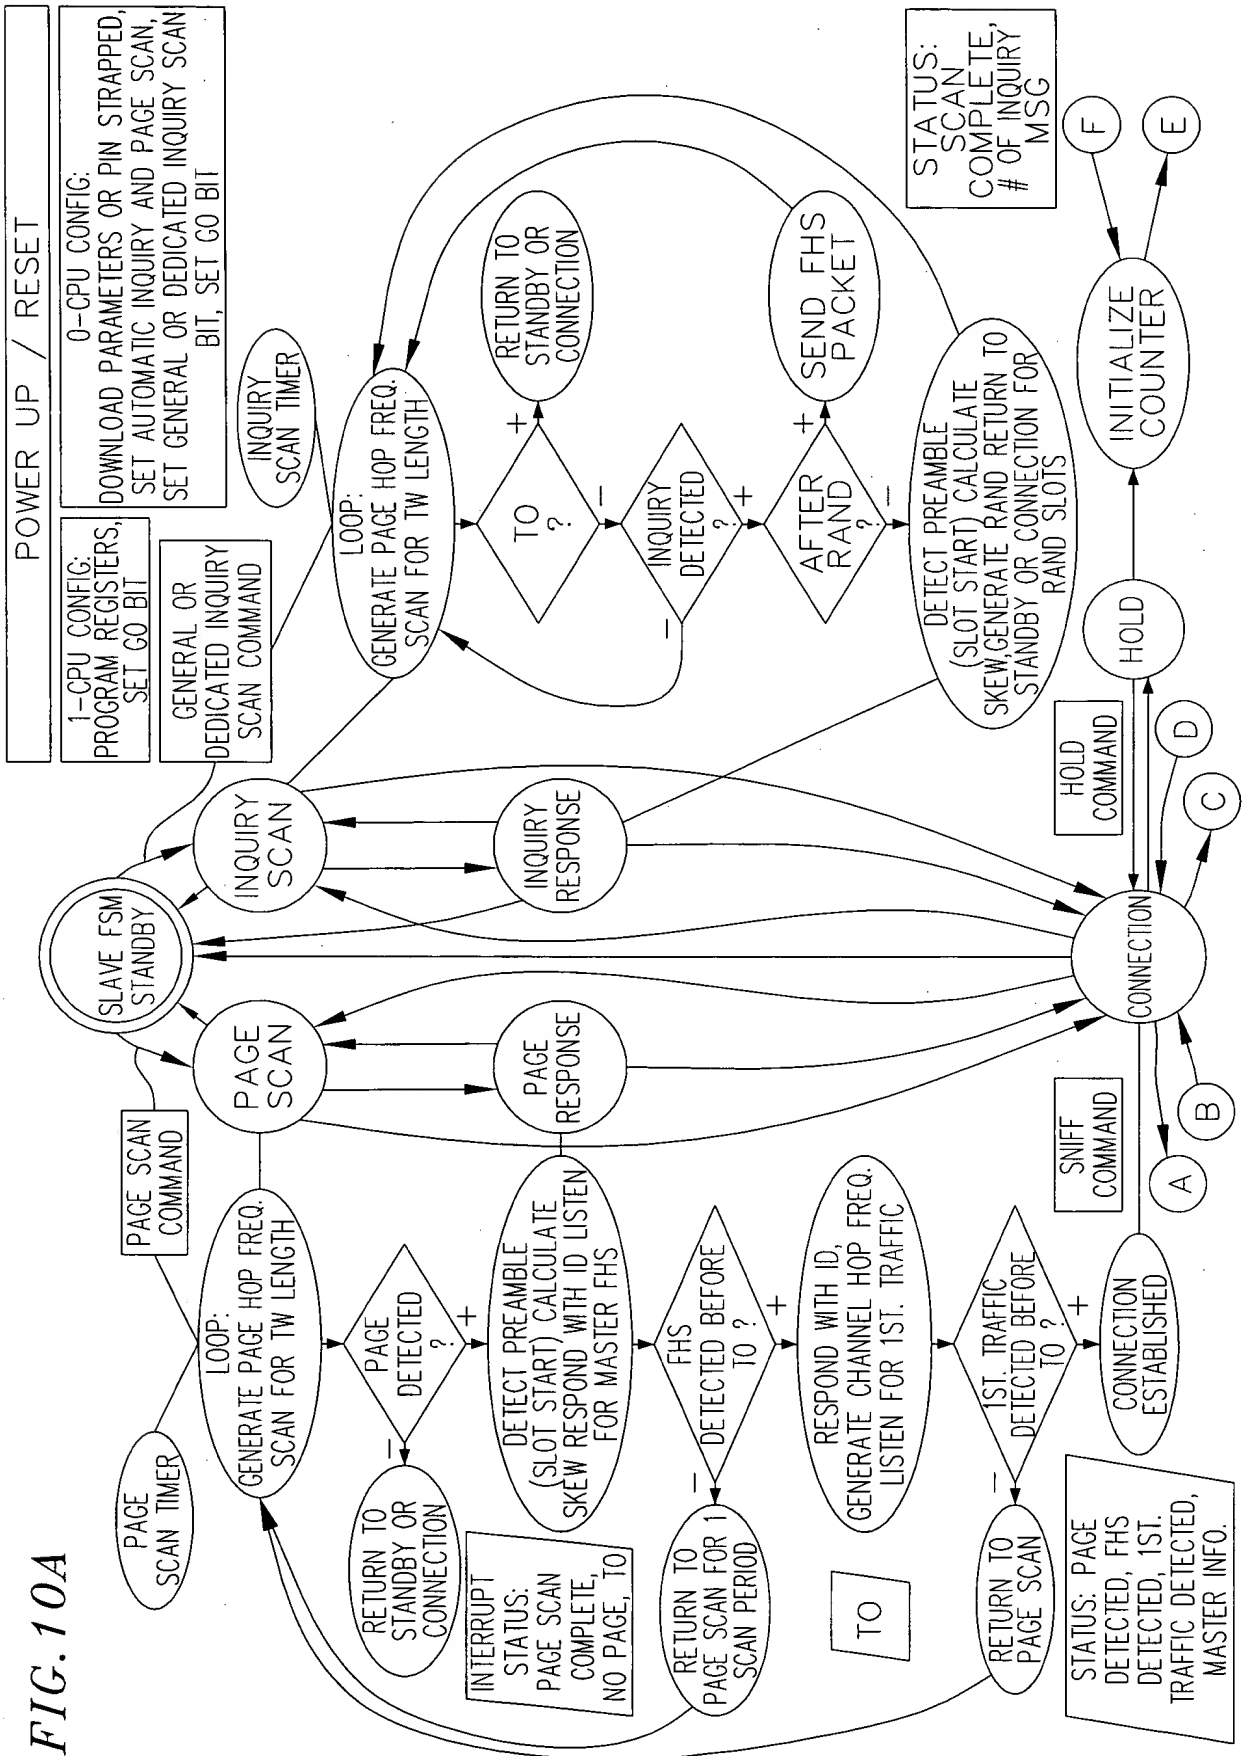 FIG. 10A
POWER UP / RESET
1-CPU CONFIG:
PROGRAM REGISTERS,
SET GO BIT
0-CPU CONFIG:
DOWNLOAD PARAMETERS OR PIN STRAPPED,
SET AUTOMATIC INQUIRY AND PAGE SCAN,
SET GENERAL OR DEDICATED INQUIRY SCAN
BIT, SET GO BIT
SLAVE FSM
STANDBY
PAGE SCAN
COMMAND
GENERAL OR
DEDICATED INQUIRY
SCAN COMMAND
PAGE
SCAN TIMER
INQUIRY
SCAN TIMER
PAGE
SCAN
INQUIRY
SCAN
LOOP:
GENERATE PAGE HOP FREQ.
SCAN FOR TW LENGTH
LOOP:
GENERATE PAGE HOP FREQ.
SCAN FOR TW LENGTH
PAGE
DETECTED
?
-
+
RETURN TO
STANDBY OR
CONNECTION
TO
?
+
-
RETURN TO
STANDBY OR
CONNECTION
INTERRUPT
STATUS:
PAGE SCAN
COMPLETE,
NO PAGE, TO
DETECT PREAMBLE
(SLOT START) CALCULATE
SKEW RESPOND WITH ID LISTEN
FOR MASTER FHS
PAGE
RESPONSE
INQUIRY
RESPONSE
INQUIRY
DETECTED
?
-
+
FHS
DETECTED BEFORE
TO ?
-
+
RETURN TO
PAGE SCAN FOR 1
SCAN PERIOD
AFTER
RAND
?
+
-
SEND FHS
PACKET
TO
RESPOND WITH ID,
GENERATE CHANNEL HOP FREQ.
LISTEN FOR 1ST. TRAFFIC
DETECT PREAMBLE
(SLOT START) CALCULATE
SKEW,GENERATE RAND RETURN TO
STANDBY OR CONNECTION FOR
RAND SLOTS
STATUS:
SCAN
COMPLETE,
# OF INQUIRY
MSG
1ST. TRAFFIC
DETECTED BEFORE
TO ?
-
+
RETURN TO
PAGE SCAN
SNIFF
COMMAND
HOLD
COMMAND
STATUS: PAGE
DETECTED, FHS
DETECTED, 1ST.
TRAFFIC DETECTED,
MASTER INFO.
CONNECTION
ESTABLISHED
CONNECTION
HOLD
INITIALIZE
COUNTER
A
B
C
D
E
F